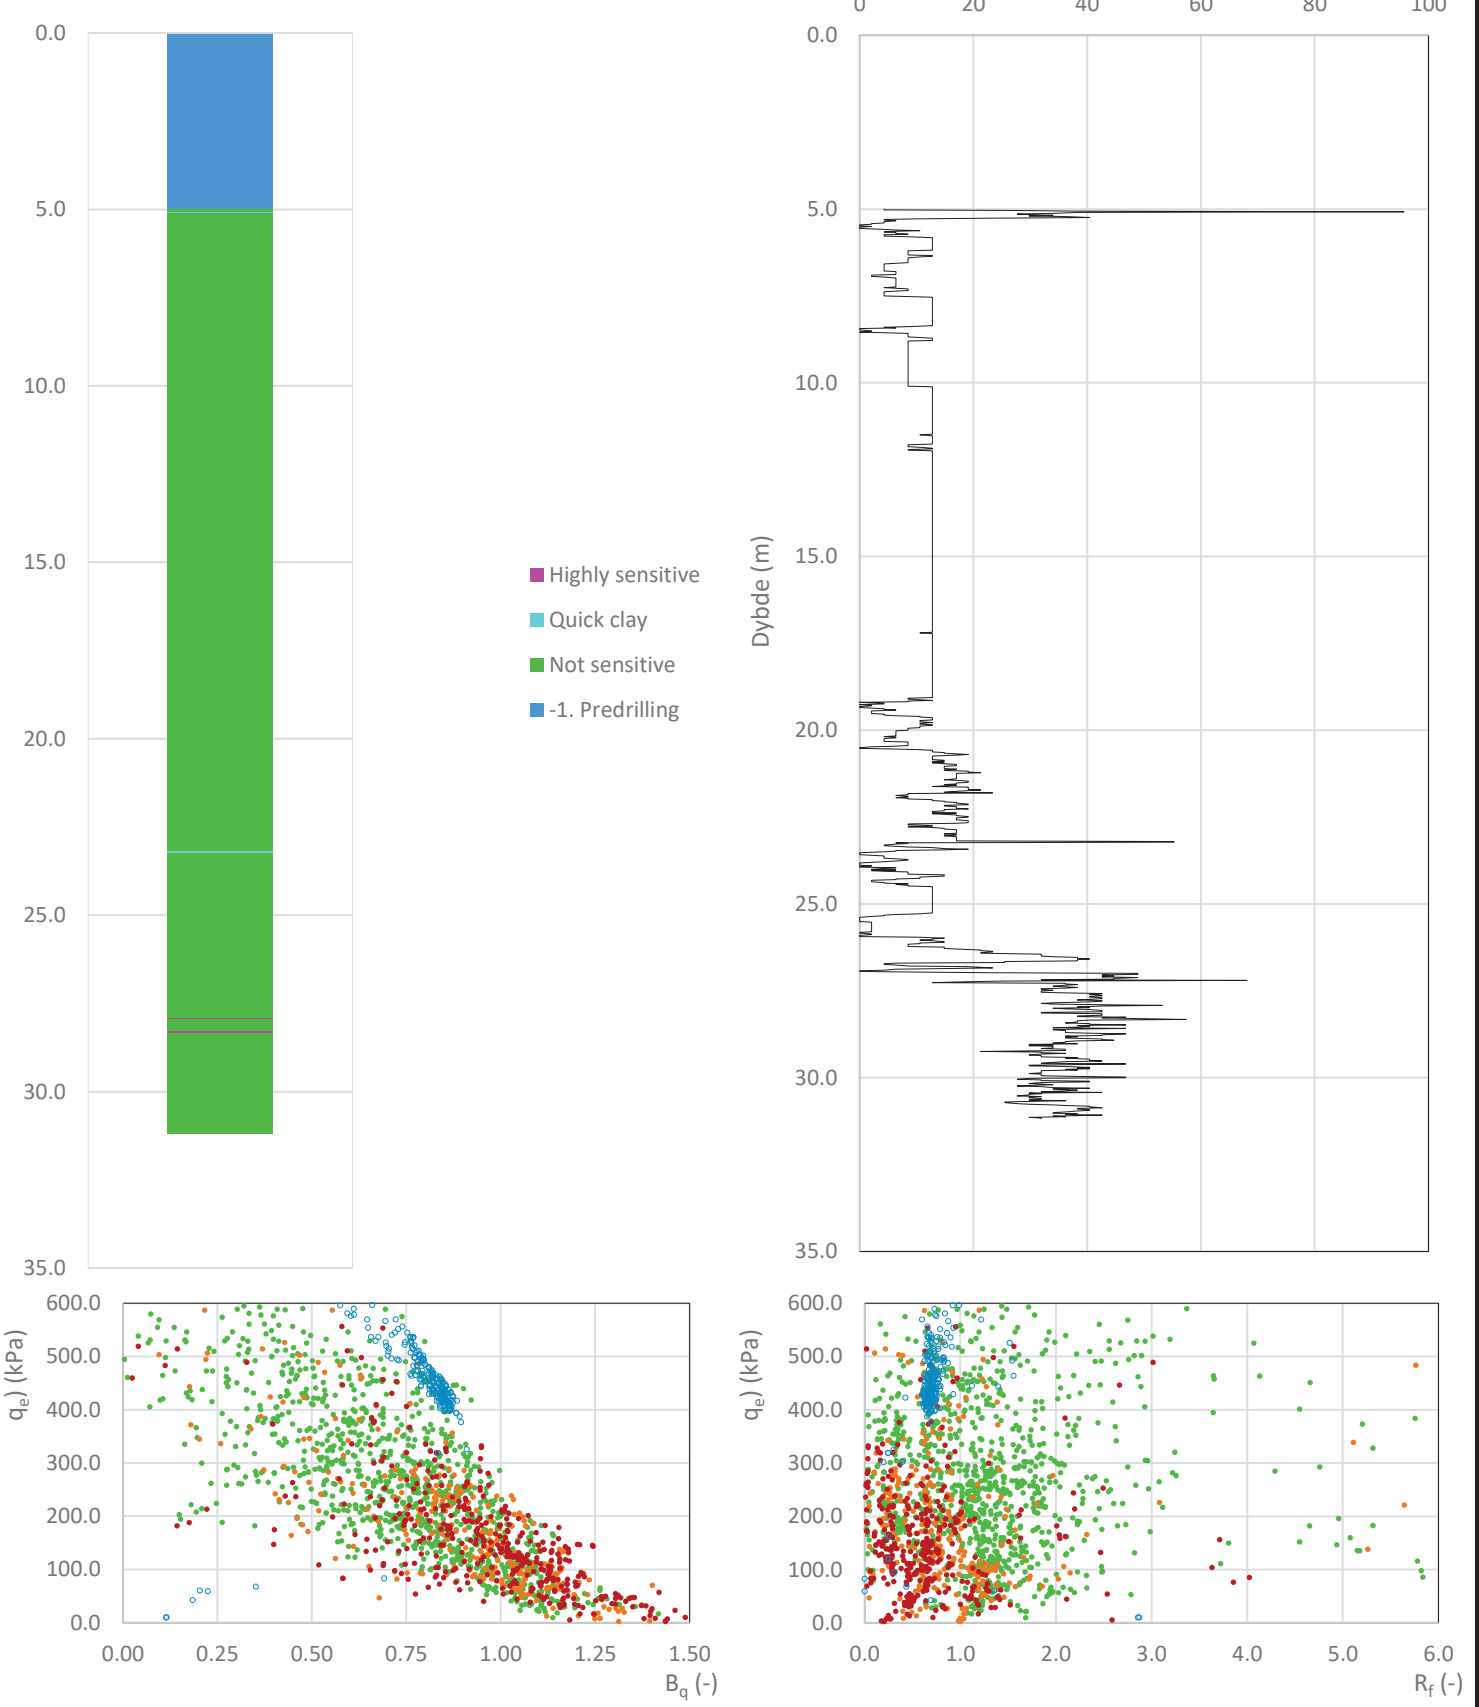 0.0
5.0
10.0
15.0
20.0
25.0
30.0
35.0
Highly sensitive
Quick clay
Not sensitive
-1. Predrilling
0 20 40 60 80 100
0.0
5.0
10.0
15.0
20.0
25.0
30.0
35.0
Dybde (m)
600.0
500.0
400.0
300.0
200.0
100.0
0.0
qe) (kPa)
0.00 0.25 0.50 0.75 1.00 1.25 1.50
Bq (-)
600.0
500.0
400.0
300.0
200.0
100.0
0.0
qe) (kPa)
0.0 1.0 2.0 3.0 4.0 5.0 6.0
Rf (-)